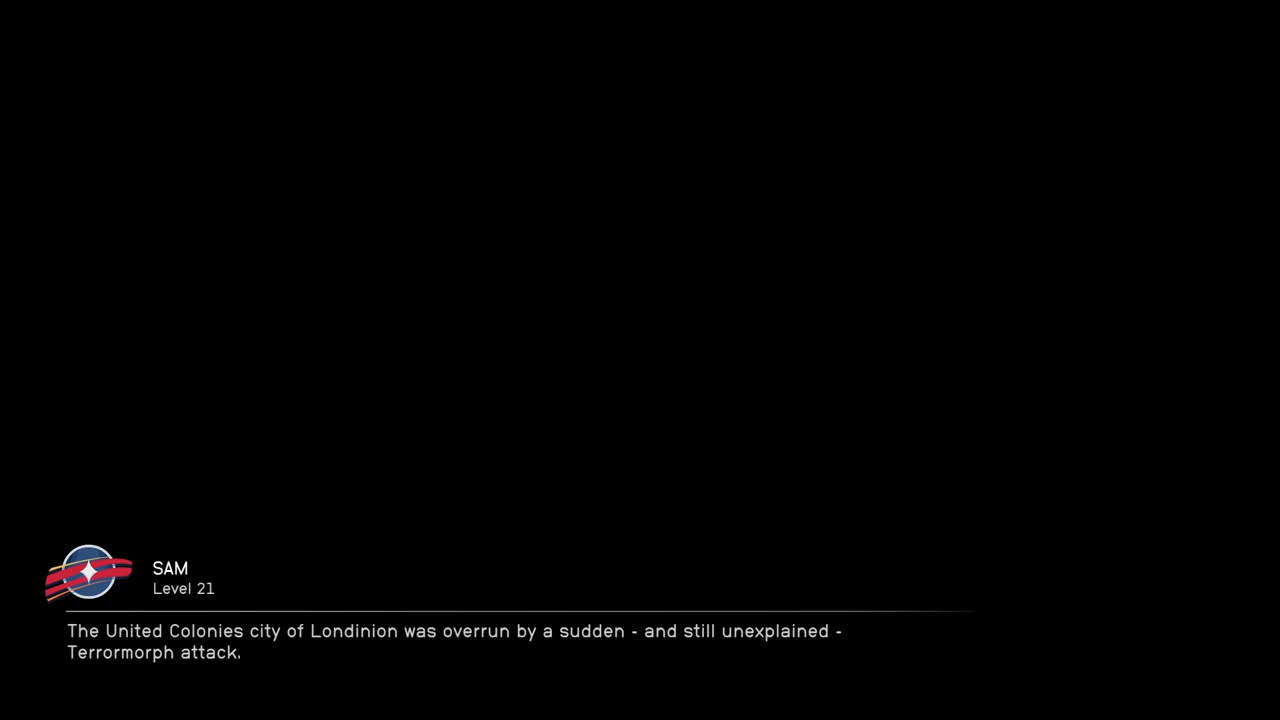 SAM
Level 21
The United Colonies city of Londinion was overrun by a sudden - and still unexplained -
Terrormorph attack.